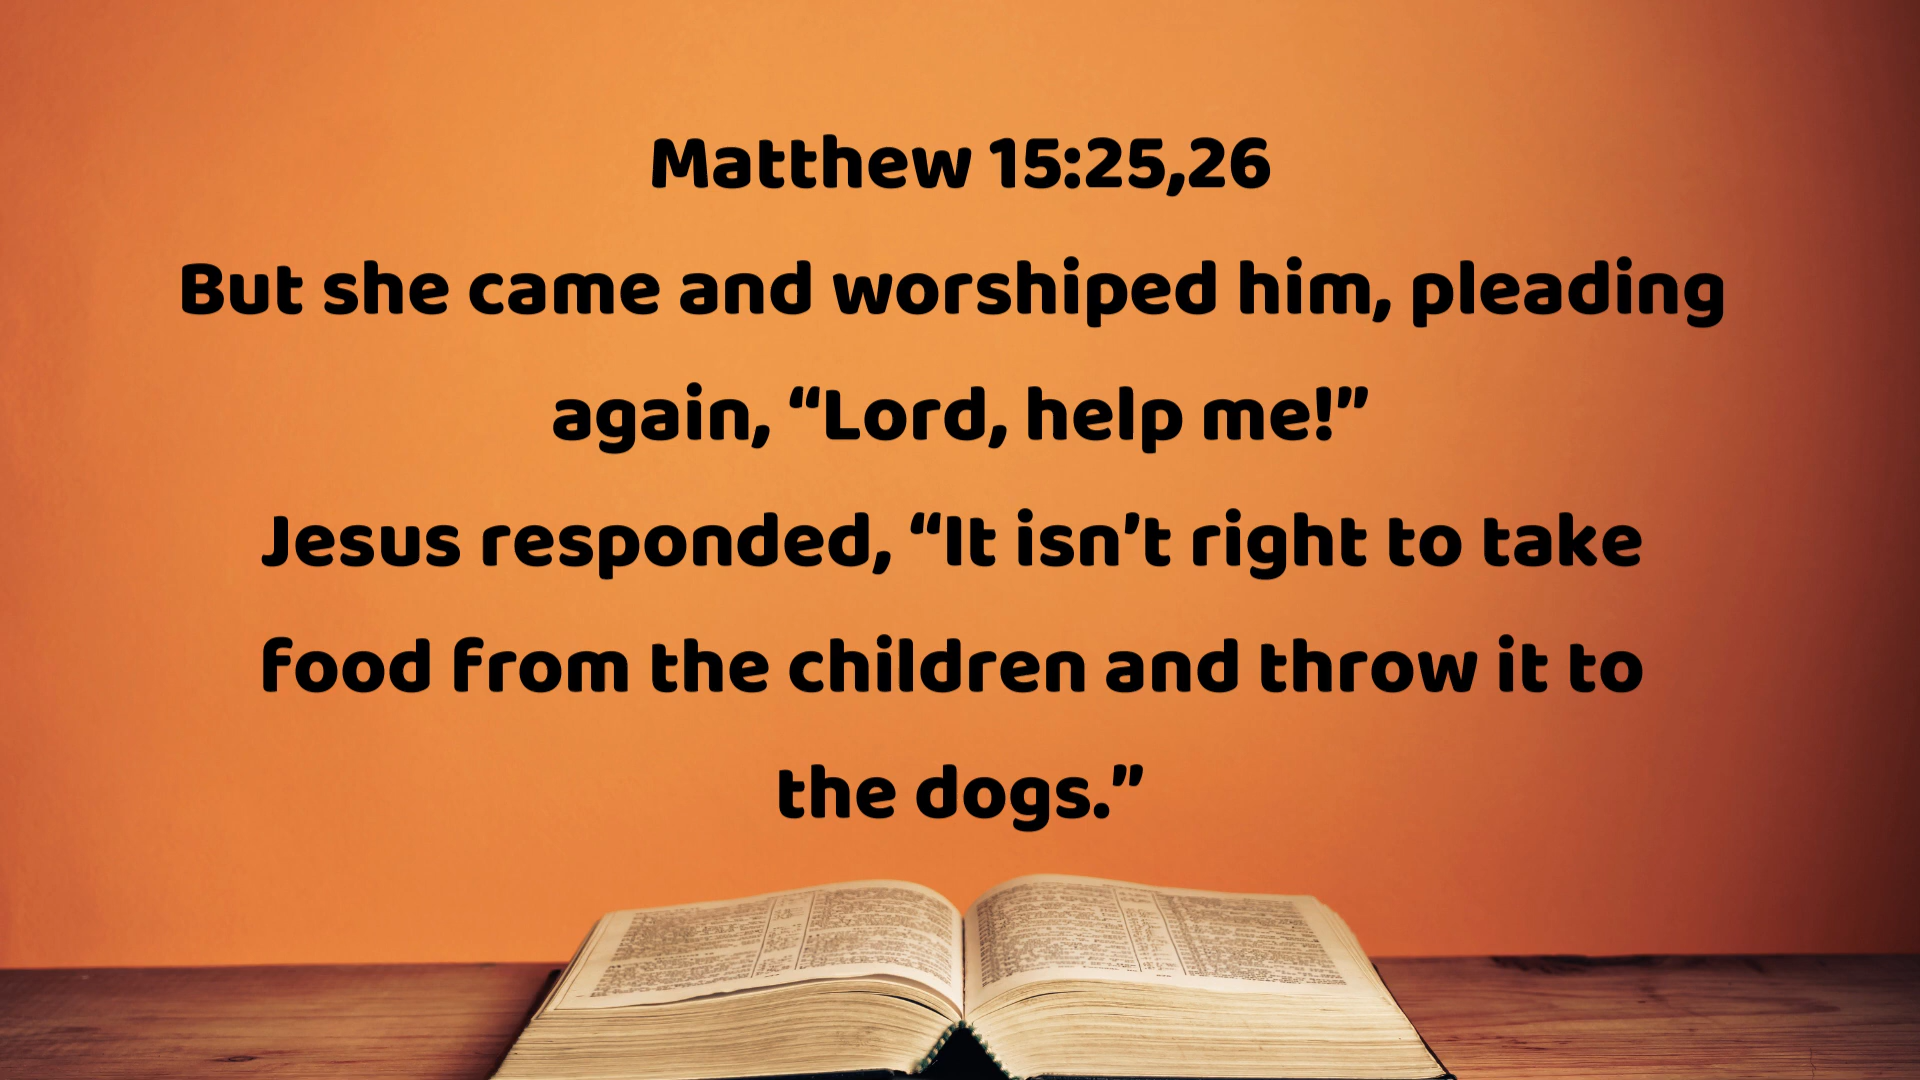 Matthew 15:25,26
But she came and worshiped him, pleading
again, “Lord, help me!”
Jesus responded, “It isn’t right to take
food from the children and throw it to
the dogs.”